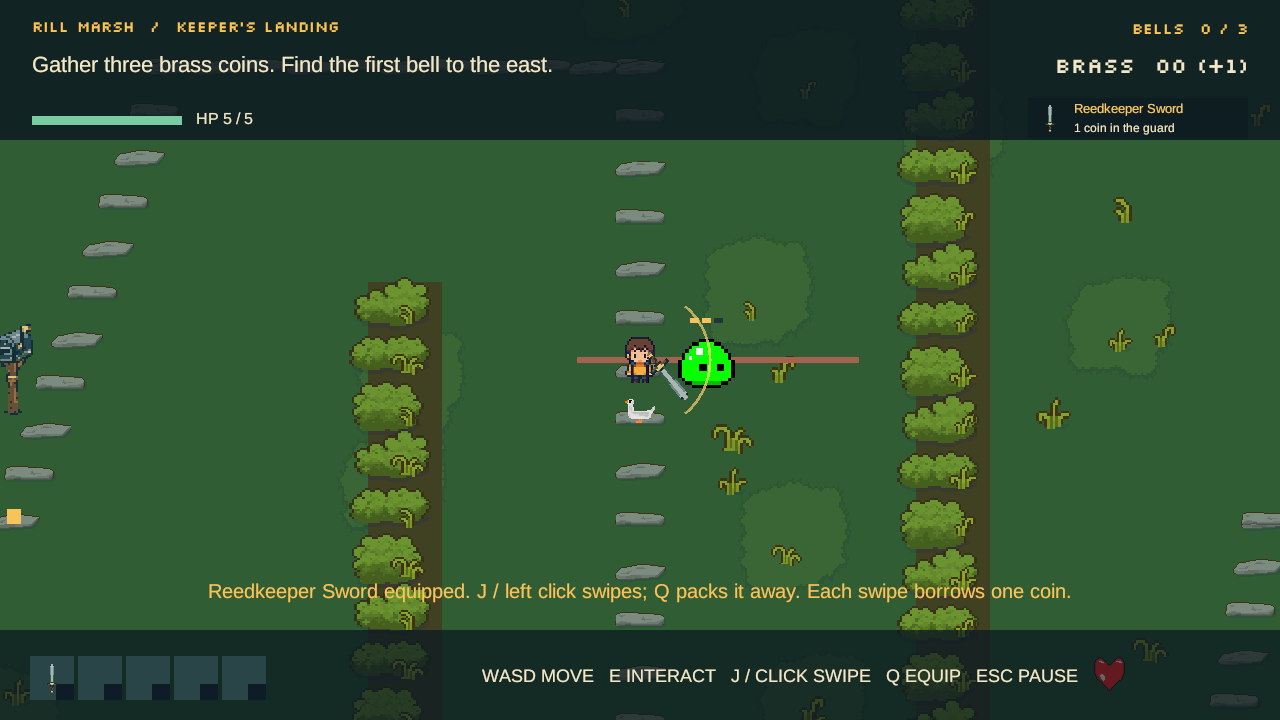 RILL MARSH / KEEPER'S LANDING
BELLS 0 / 3
Gather three brass coins. Find the first bell to the east.
BRASS 00 (+1)
HP 5 / 5
Reedkeeper Sword
1 coin in the guard
Reedkeeper Sword equipped. J / left click swipes; Q packs it away. Each swipe borrows one coin.
WASD MOVE E INTERACT J / CLICK SWIPE Q EQUIP ESC PAUSE